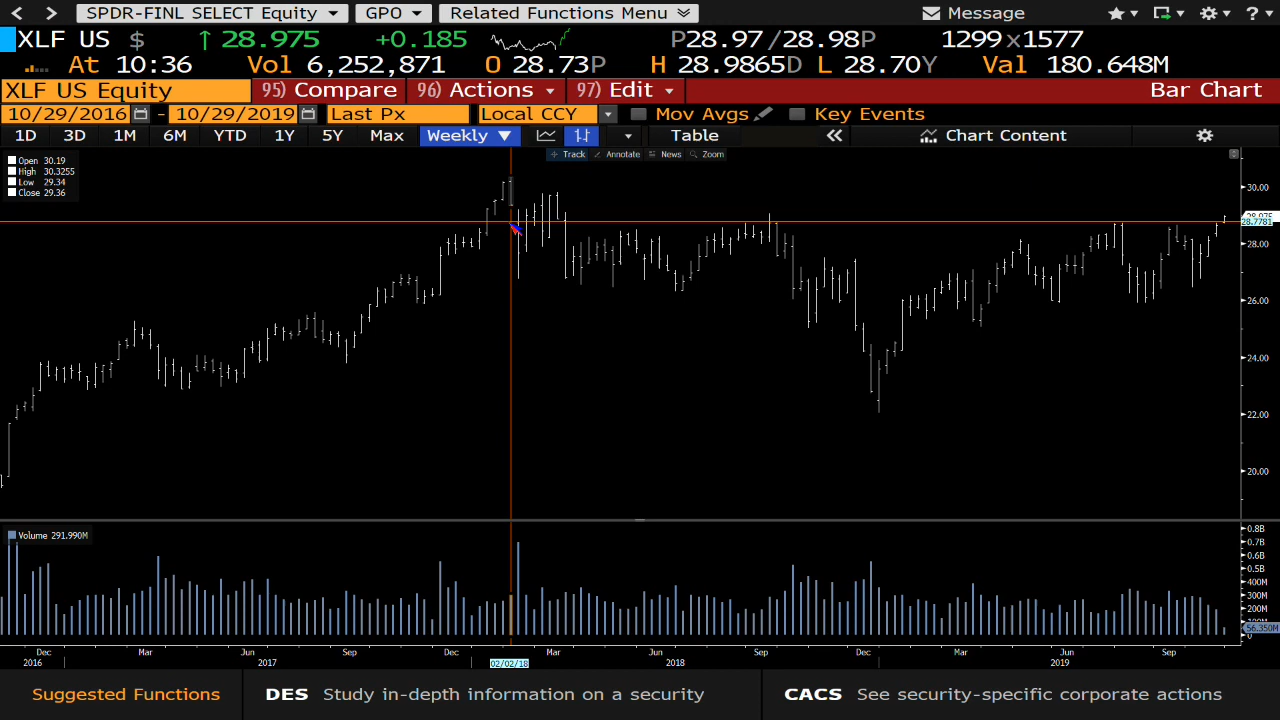 SPDR-FINL SELECT Equity GPO Related Functions Menu Message ?
XLF US $ ↑ 28.975 +0.185 P28.97 /28.98P 1299 x1577
At 10:36 Vol 6,252,871 O 28.73P H 28.9865D L 28.70Y Val 180.648M
XLF US Equity 95) Compare 96) Actions 97) Edit Bar Chart
10/29/2016 - 10/29/2019 Last Px Local CCY Mov Avgs Key Events
1D 3D 1M 6M YTD 1Y 5Y Max Weekly Table Chart Content
Track Annotate News Zoom
Open 30.19
High 30.3255
Low 29.34
Close 29.36
30.00
28.7781
28.00
26.00
24.00
22.00
20.00
Volume 291.990M
0.8B
0.7B
0.6B
0.5B
400M
300M
200M
56.350M
0
Dec Mar Jun Sep Dec Mar Jun Sep Dec Mar Jun Sep
2016 2017 02/02/18 2018 2019
Suggested Functions DES Study in-depth information on a security CACS See security-specific corporate actions